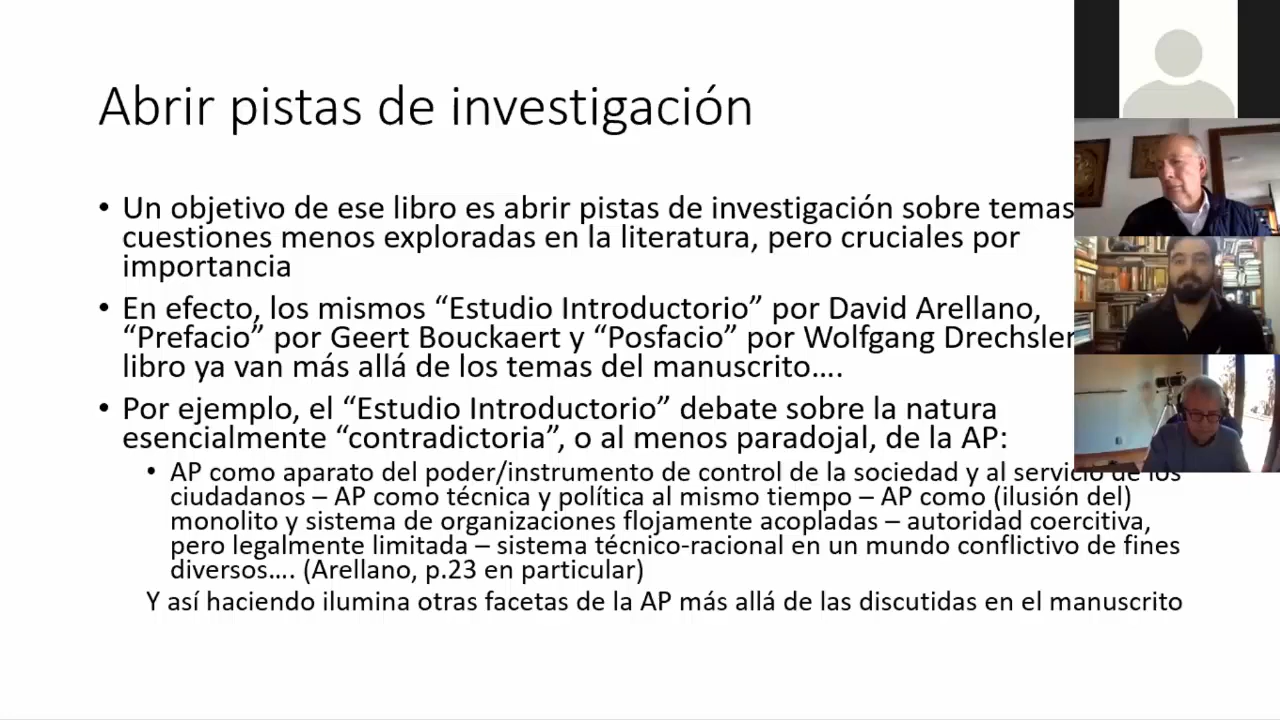 Abrir pistas de investigación
• Un objetivo de ese libro es abrir pistas de investigación sobre temas
cuestiones menos exploradas en la literatura, pero cruciales por
importancia
• En efecto, los mismos “Estudio Introductorio” por David Arellano,
“Prefacio” por Geert Bouckaert y “Posfacio” por Wolfgang Drechsler
libro ya van más allá de los temas del manuscrito….
• Por ejemplo, el “Estudio Introductorio” debate sobre la natura
esencialmente “contradictoria”, o al menos paradojal, de la AP:
• AP como aparato del poder/instrumento de control de la sociedad y al servicio de los
ciudadanos – AP como técnica y política al mismo tiempo – AP como (ilusión del)
monolito y sistema de organizaciones flojamente acopladas – autoridad coercitiva,
pero legalmente limitada – sistema técnico-racional en un mundo conflictivo de fines
diversos…. (Arellano, p.23 en particular)
Y así haciendo ilumina otras facetas de la AP más allá de las discutidas en el manuscrito